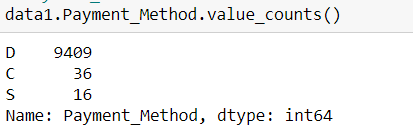 data1.Payment_Method.value_counts()
D    9409
C      36
S      16
Name: Payment_Method, dtype: int64